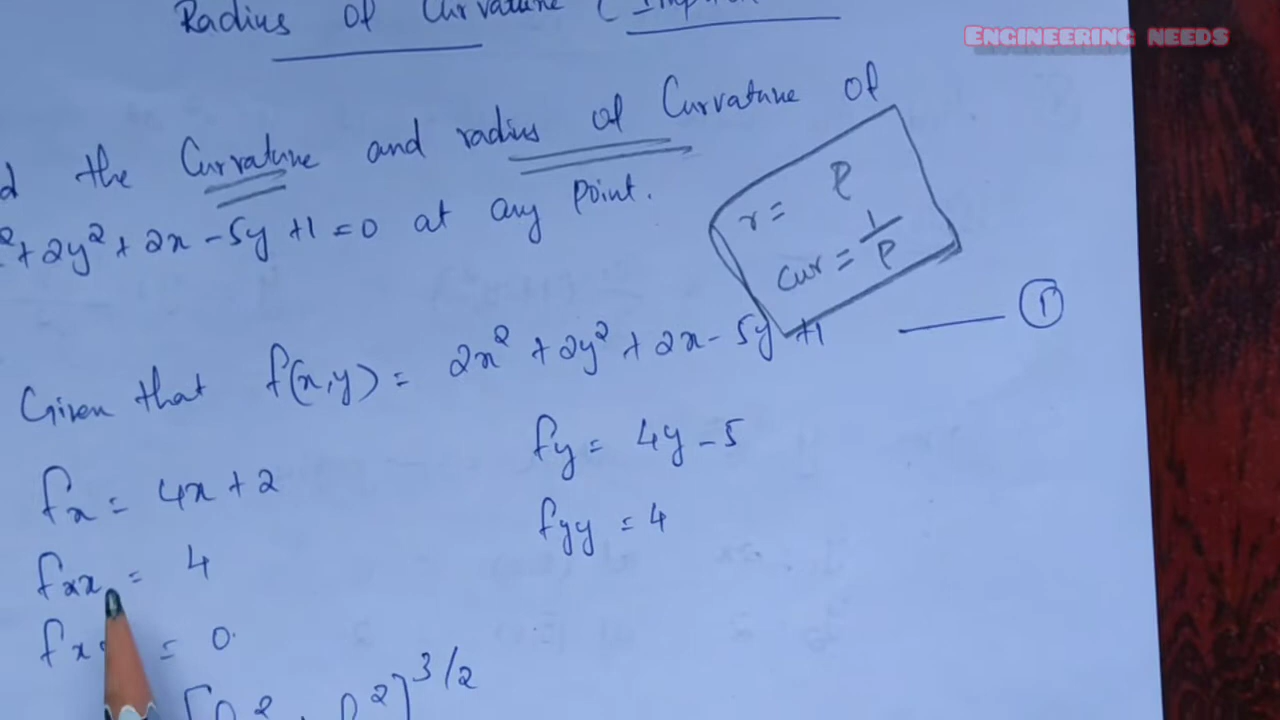 Radius of Curvature
ENGINEERING NEEDS
the Curvature and radius of Curvature of
+2y²+2x-5y+1=0 at any Point.
r= ρ
Cur = 1/ρ
Given that f(x,y) = 2x²+2y²+2x-5y+1 —— ①
fx = 4x+2
fy = 4y-5
fxx = 4
fyy = 4
fx = 0
]^3/2